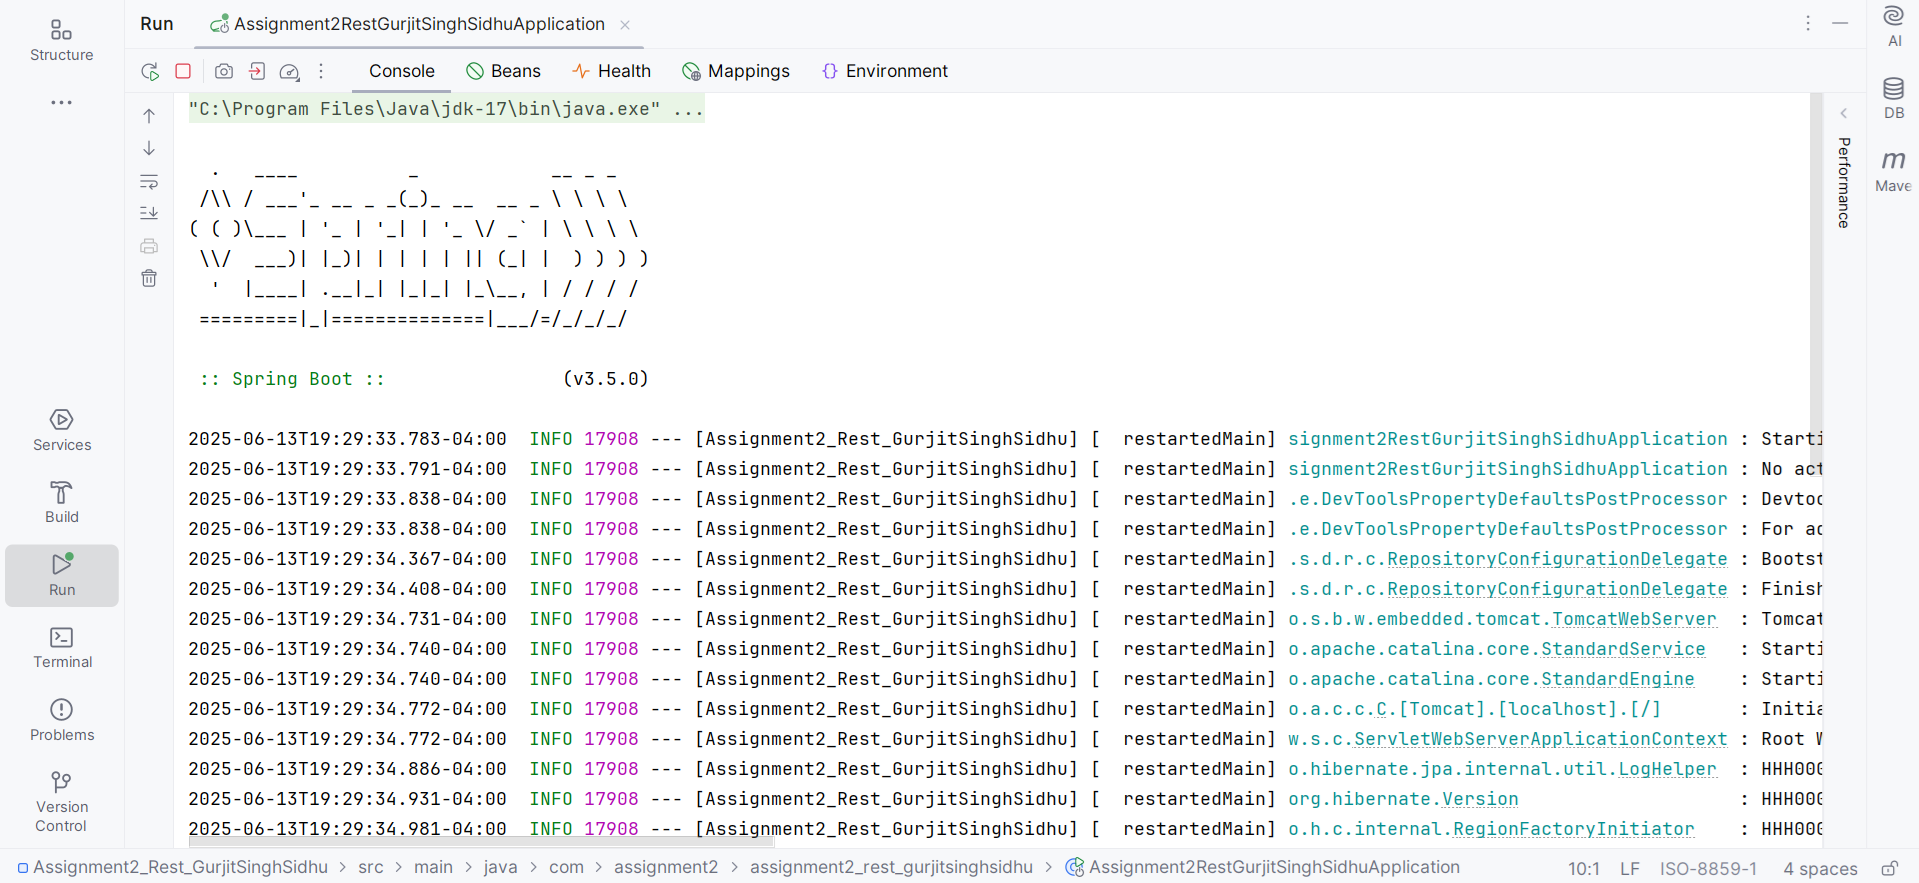 Structure
Run
Assignment2RestGurjitSinghSidhuApplication
Console
Beans
Health
Mappings
Environment
"C:\Program Files\Java\jdk-17\bin\java.exe" ...
  .   ____          _            __ _ _
 /\\ / ___'_ __ _ _(_)_ __  __ _ \ \ \ \
( ( )\___ | '_ | '_| | '_ \/ _` | \ \ \ \
 \\/  ___)| |_)| | | | | || (_| |  ) ) ) )
  '  |____| .__|_| |_|_| |_\__, | / / / /
 =========|_|==============|___/=/_/_/_/
 :: Spring Boot ::                (v3.5.0)
2025-06-13T19:29:33.783-04:00  INFO 17908 --- [Assignment2_Rest_GurjitSinghSidhu] [  restartedMain] signment2RestGurjitSinghSidhuApplication : Starti
2025-06-13T19:29:33.791-04:00  INFO 17908 --- [Assignment2_Rest_GurjitSinghSidhu] [  restartedMain] signment2RestGurjitSinghSidhuApplication : No act
2025-06-13T19:29:33.838-04:00  INFO 17908 --- [Assignment2_Rest_GurjitSinghSidhu] [  restartedMain] .e.DevToolsPropertyDefaultsPostProcessor : Devtoo
2025-06-13T19:29:33.838-04:00  INFO 17908 --- [Assignment2_Rest_GurjitSinghSidhu] [  restartedMain] .e.DevToolsPropertyDefaultsPostProcessor : For ad
2025-06-13T19:29:34.367-04:00  INFO 17908 --- [Assignment2_Rest_GurjitSinghSidhu] [  restartedMain] .s.d.r.c.RepositoryConfigurationDelegate : Bootst
2025-06-13T19:29:34.408-04:00  INFO 17908 --- [Assignment2_Rest_GurjitSinghSidhu] [  restartedMain] .s.d.r.c.RepositoryConfigurationDelegate : Finish
2025-06-13T19:29:34.731-04:00  INFO 17908 --- [Assignment2_Rest_GurjitSinghSidhu] [  restartedMain] o.s.b.w.embedded.tomcat.TomcatWebServer  : Tomcat
2025-06-13T19:29:34.740-04:00  INFO 17908 --- [Assignment2_Rest_GurjitSinghSidhu] [  restartedMain] o.apache.catalina.core.StandardService   : Starti
2025-06-13T19:29:34.740-04:00  INFO 17908 --- [Assignment2_Rest_GurjitSinghSidhu] [  restartedMain] o.apache.catalina.core.StandardEngine    : Starti
2025-06-13T19:29:34.772-04:00  INFO 17908 --- [Assignment2_Rest_GurjitSinghSidhu] [  restartedMain] o.a.c.c.C.[Tomcat].[localhost].[/]       : Initia
2025-06-13T19:29:34.772-04:00  INFO 17908 --- [Assignment2_Rest_GurjitSinghSidhu] [  restartedMain] w.s.c.ServletWebServerApplicationContext : Root W
2025-06-13T19:29:34.886-04:00  INFO 17908 --- [Assignment2_Rest_GurjitSinghSidhu] [  restartedMain] o.hibernate.jpa.internal.util.LogHelper  : HHH000
2025-06-13T19:29:34.931-04:00  INFO 17908 --- [Assignment2_Rest_GurjitSinghSidhu] [  restartedMain] org.hibernate.Version                    : HHH000
2025-06-13T19:29:34.981-04:00  INFO 17908 --- [Assignment2_Rest_GurjitSinghSidhu] [  restartedMain] o.h.c.internal.RegionFactoryInitiator    : HHH000
Services
Build
Run
Terminal
Problems
Version
Control
Performance
AI
DB
m
Mave
Assignment2_Rest_GurjitSinghSidhu > src > main > java > com > assignment2 > assignment2_rest_gurjitsinghsidhu > Assignment2RestGurjitSinghSidhuApplication
10:1 LF ISO-8859-1 4 spaces